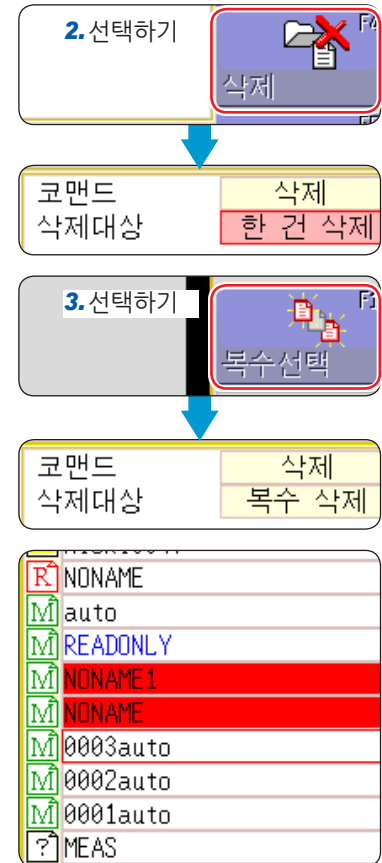 2. 선택하기
F4
삭제
코맨드 삭제
삭제대상 한 건 삭제
3. 선택하기
F1
복수선택
코맨드 삭제
삭제대상 복수 삭제
R NONAME
M auto
M READONLY
M NONAME1
M NONAME
M 0003auto
M 0002auto
M 0001auto
? MEAS